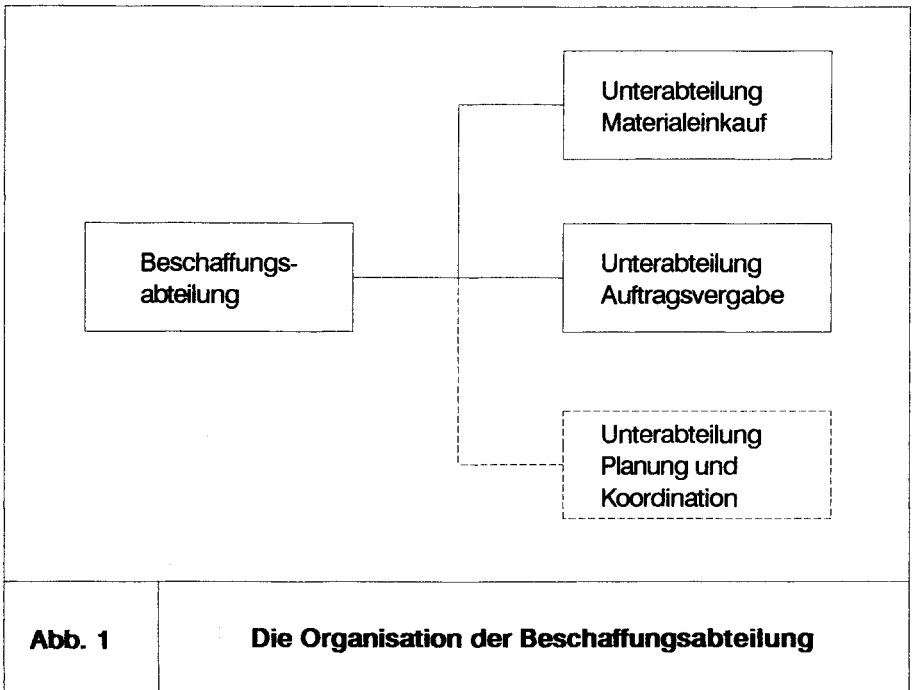 Unterabteilung
Materialeinkauf
Beschaffungs-
abteilung
Unterabteilung
Auftragsvergabe
Unterabteilung
Planung und
Koordination
Abb. 1
Die Organisation der Beschaffungsabteilung